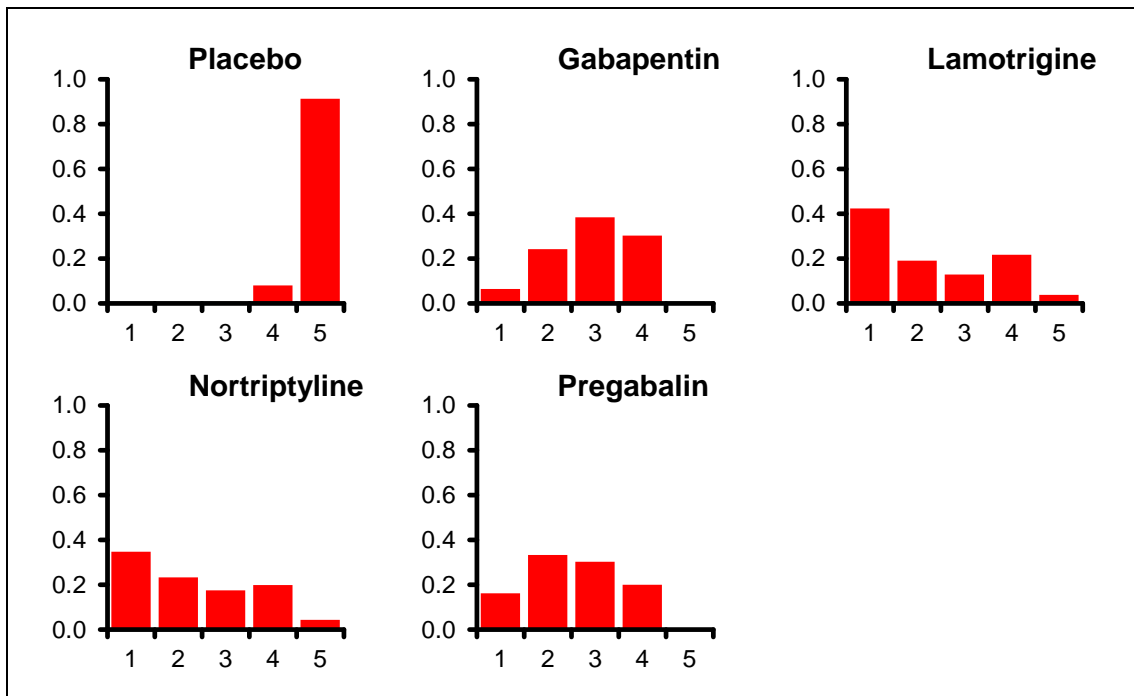 Placebo Gabapentin Lamotrigine
1.0 1.0 1.0
0.8 0.8 0.8
0.6 0.6 0.6
0.4 0.4 0.4
0.2 0.2 0.2
0.0 0.0 0.0
1 2 3 4 5 1 2 3 4 5 1 2 3 4 5
Nortriptyline Pregabalin
1.0 1.0
0.8 0.8
0.6 0.6
0.4 0.4
0.2 0.2
0.0 0.0
1 2 3 4 5 1 2 3 4 5